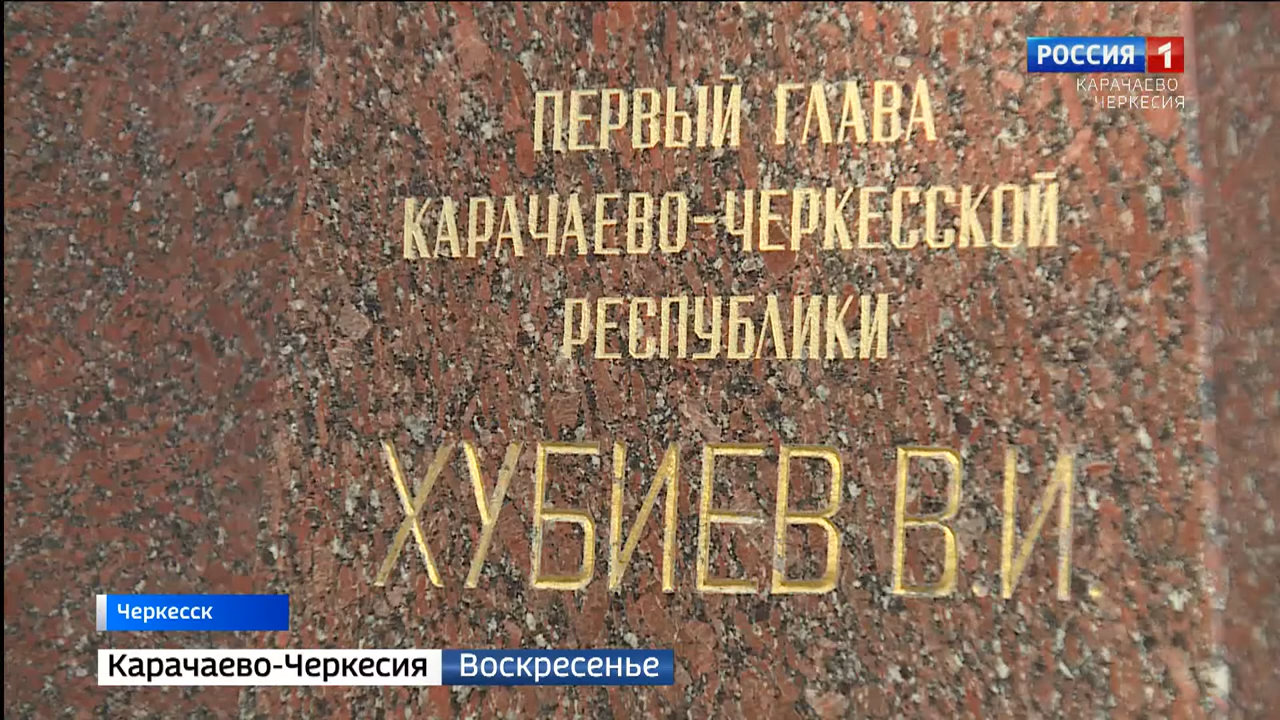 РОССИЯ 1
КАРАЧАЕВО
ЧЕРКЕСИЯ
ПЕРВЫЙ ГЛАВА
КАРАЧАЕВО-ЧЕРКЕССКОЙ
РЕСПУБЛИКИ
ХУБИЕВ В.И.
Черкесск
Карачаево-Черкесия Воскресенье